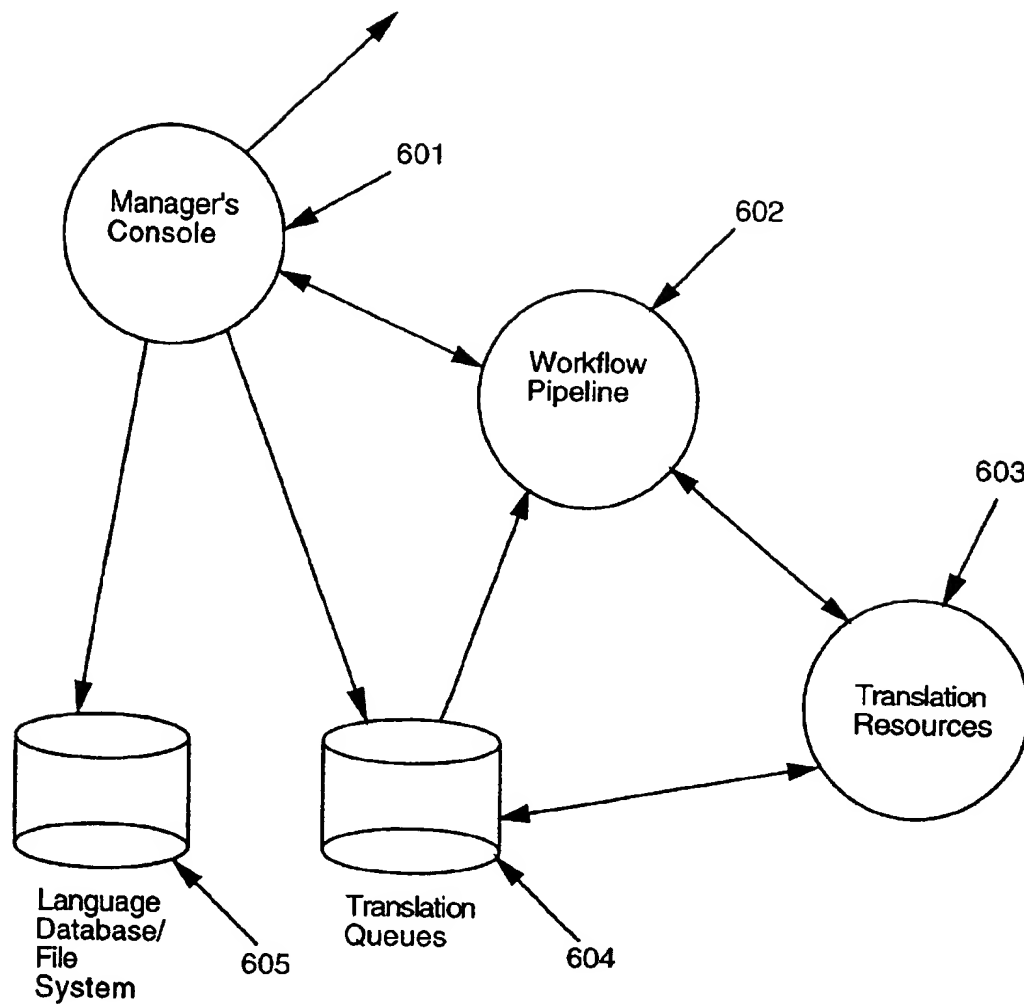 601
Manager's
Console
602
Workflow
Pipeline
603
Translation
Resources
Language
Database/
File
System
605
Translation
Queues
604